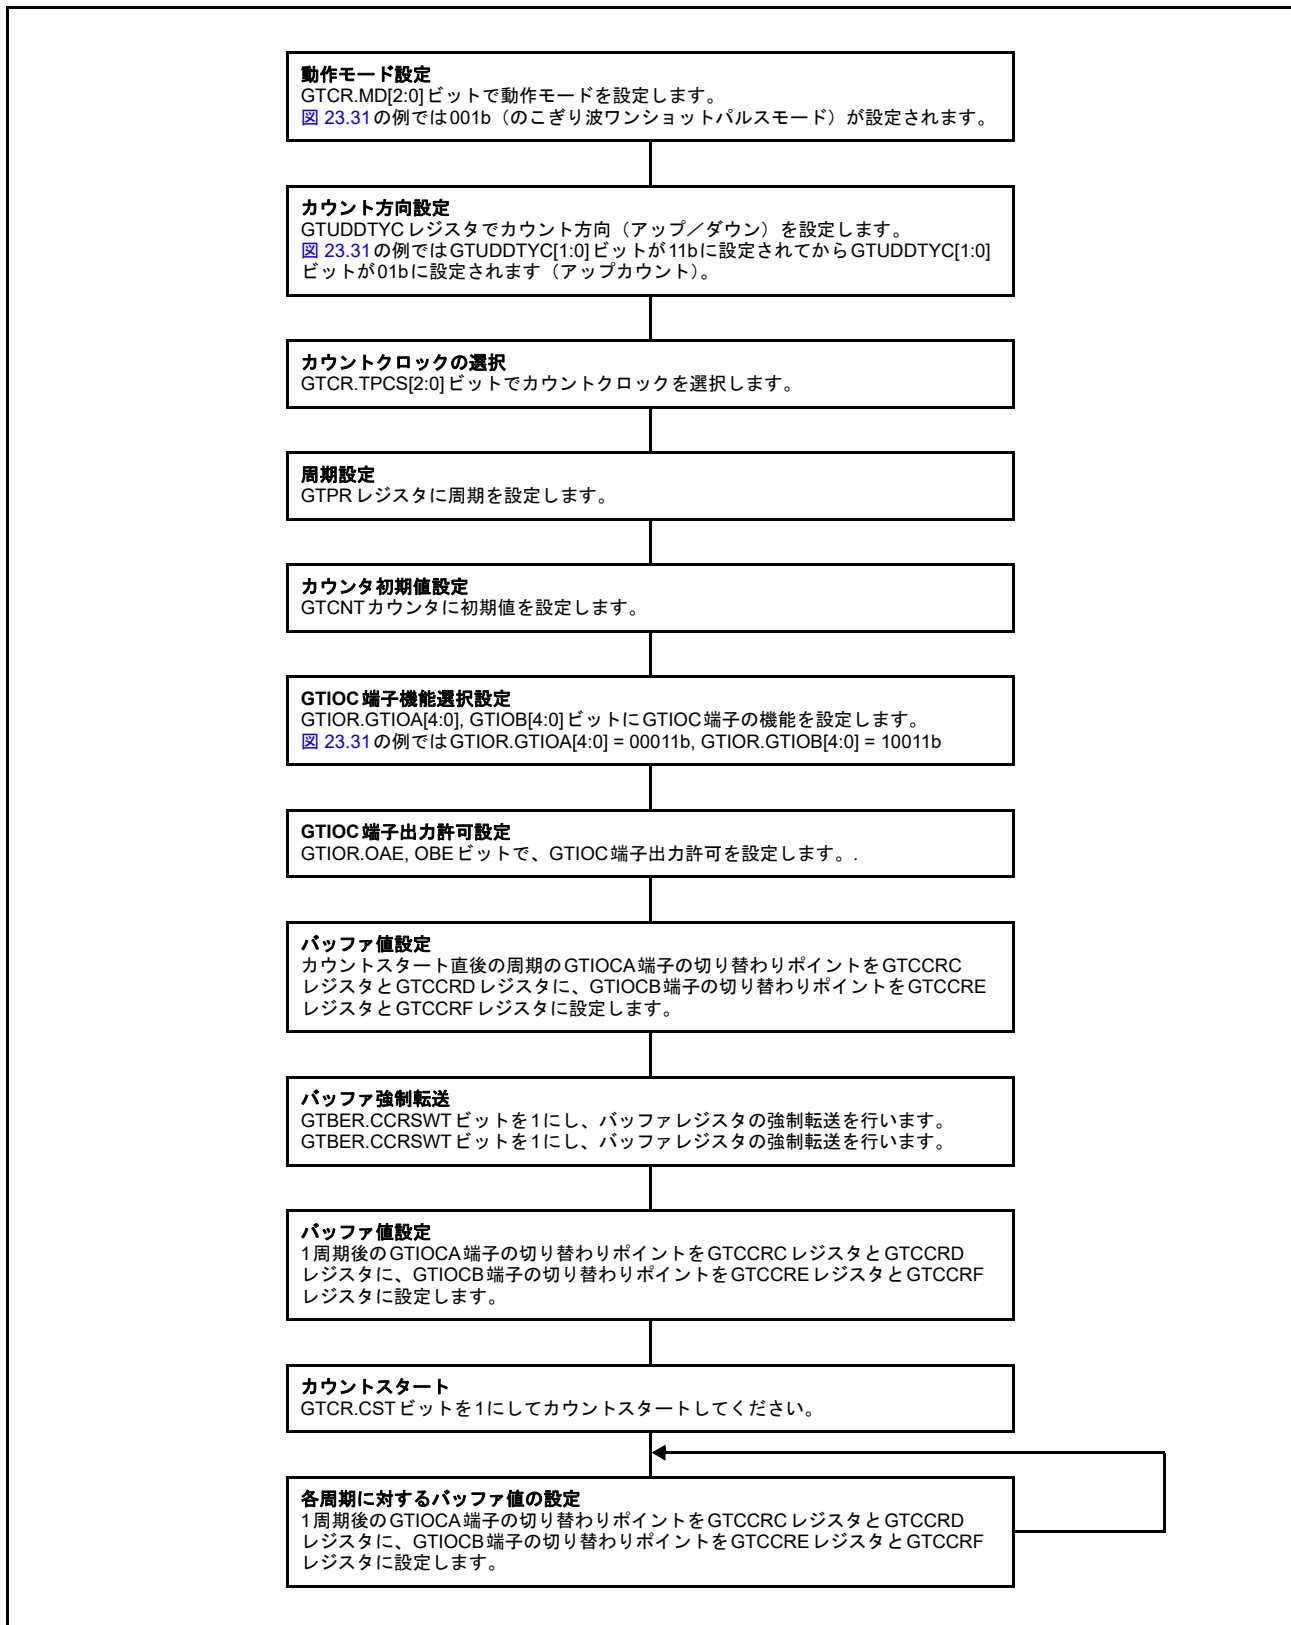 動作モード設定
GTCR.MD[2:0]ビットで動作モードを設定します。
図 23.31の例では001b（のこぎり波ワンショットパルスモード）が設定されます。
カウント方向設定
GTUDDTYCレジスタでカウント方向（アップ／ダウン）を設定します。
図 23.31の例ではGTUDDTYC[1:0]ビットが11bに設定されてからGTUDDTYC[1:0]
ビットが01bに設定されます（アップカウント）。
カウントクロックの選択
GTCR.TPCS[2:0]ビットでカウントクロックを選択します。
周期設定
GTPRレジスタに周期を設定します。
カウンタ初期値設定
GTCNTカウンタに初期値を設定します。
GTIOC端子機能選択設定
GTIOR.GTIOA[4:0], GTIOB[4:0]ビットにGTIOC端子の機能を設定します。
図 23.31の例ではGTIOR.GTIOA[4:0] = 00011b, GTIOR.GTIOB[4:0] = 10011b
GTIOC端子出力許可設定
GTIOR.OAE, OBEビットで、GTIOC端子出力許可を設定します。.
バッファ値設定
カウントスタート直後の周期のGTIOCA端子の切り替わりポイントをGTCCRC
レジスタとGTCCRDレジスタに、GTIOCB端子の切り替わりポイントをGTCCRE
レジスタとGTCCRFレジスタに設定します。
バッファ強制転送
GTBER.CCRSWTビットを1にし、バッファレジスタの強制転送を行います。
GTBER.CCRSWTビットを1にし、バッファレジスタの強制転送を行います。
バッファ値設定
1周期後のGTIOCA端子の切り替わりポイントをGTCCRCレジスタとGTCCRD
レジスタに、GTIOCB端子の切り替わりポイントをGTCCREレジスタとGTCCRF
レジスタに設定します。
カウントスタート
GTCR.CSTビットを1にしてカウントスタートしてください。
各周期に対するバッファ値の設定
1周期後のGTIOCA端子の切り替わりポイントをGTCCRCレジスタとGTCCRD
レジスタに、GTIOCB端子の切り替わりポイントをGTCCREレジスタとGTCCRF
レジスタに設定します。